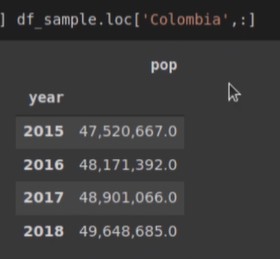 ] df_sample.loc['Colombia',:]
pop
year
2015 47,520,667.0
2016 48,171,392.0
2017 48,901,066.0
2018 49,648,685.0